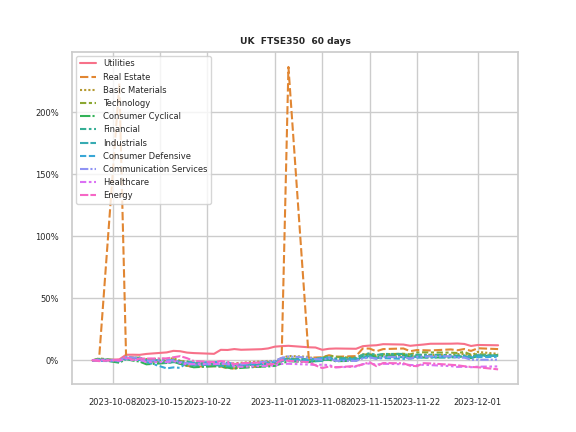 UK FTSE350 60 days
Utilities
Real Estate
Basic Materials
Technology
Consumer Cyclical
Financial
Industrials
Consumer Defensive
Communication Services
Healthcare
Energy
200%
150%
100%
50%
0%
2023-10-08 2023-10-15 2023-10-22 2023-11-01 2023-11-08 2023-11-15 2023-11-22 2023-12-01